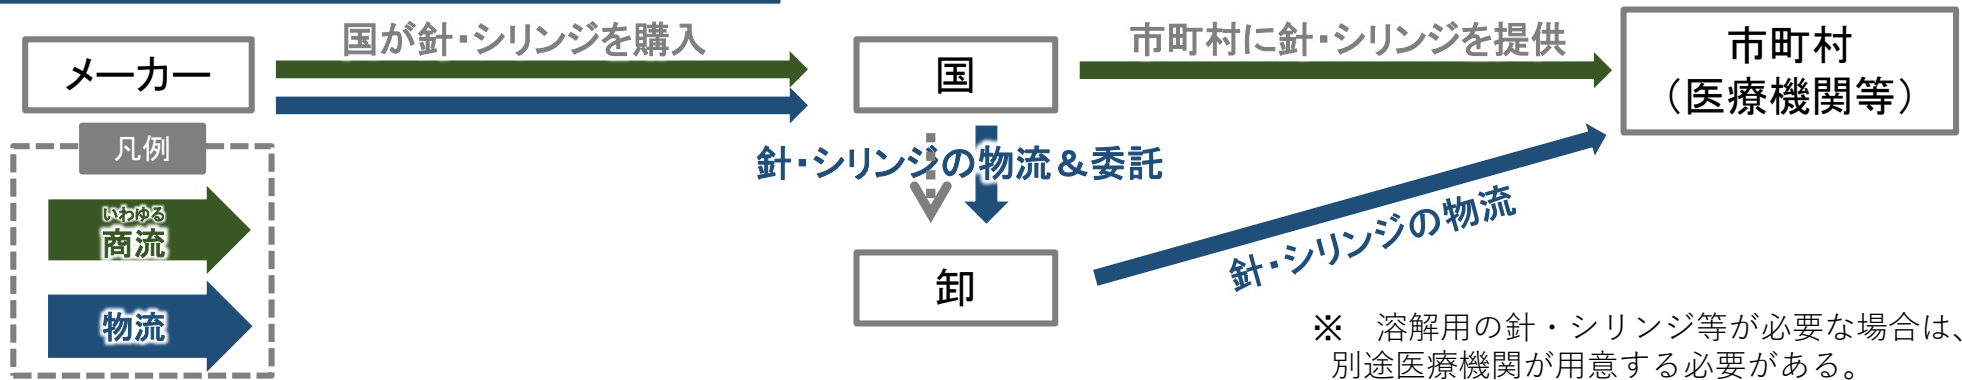 国が針・シリンジを購入
市町村に針・シリンジを提供
メーカー
国
市町村
（医療機関等）
凡例
針・シリンジの物流＆委託
いわゆる
商流
針・シリンジの物流
卸
物流
※　溶解用の針・シリンジ等が必要な場合は、
別途医療機関が用意する必要がある。